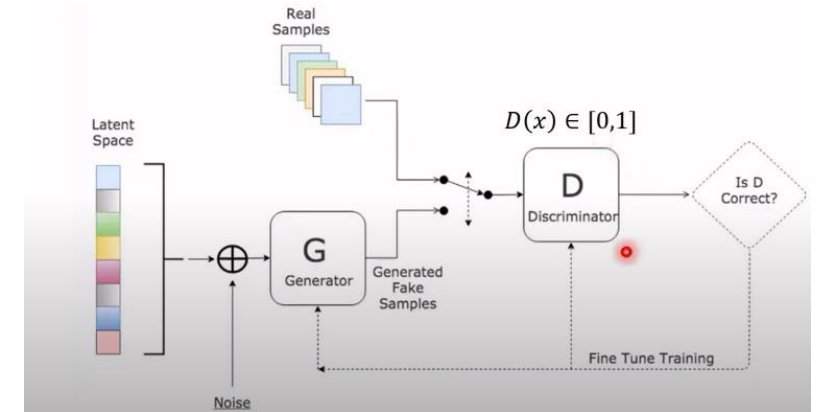 Real
Samples
D(x) ∈ [0,1]
Latent
Space
D
Discriminator
Is D
Correct?
G
Generator
Generated
Fake
Samples
Fine Tune Training
Noise